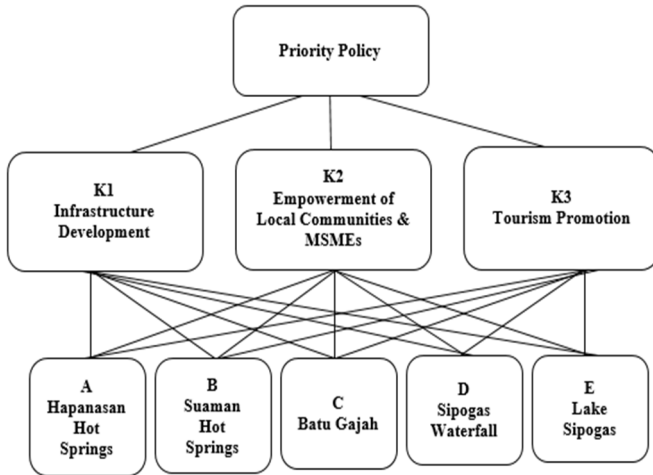 Priority Policy
K1
Infrastructure
Development
K2
Empowerment of
Local Communities &
MSMEs
K3
Tourism Promotion
A
Hapanasan
Hot
Springs
B
Suaman
Hot
Springs
C
Batu Gajah
D
Sipogas
Waterfall
E
Lake
Sipogas